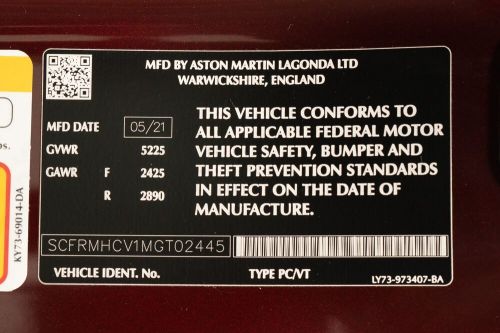 MFD BY ASTON MARTIN LAGONDA LTD
WARWICKSHIRE, ENGLAND
MFD DATE 05/21
GVWR 5225
GAWR F 2425
R 2890
THIS VEHICLE CONFORMS TO
ALL APPLICABLE FEDERAL MOTOR
VEHICLE SAFETY, BUMPER AND
THEFT PREVENTION STANDARDS
IN EFFECT ON THE DATE OF
MANUFACTURE.
SCFRMHCV1MGT02445
VEHICLE IDENT. No.
TYPE PC/VT
LY73-973407-BA
KY73-69014-DA